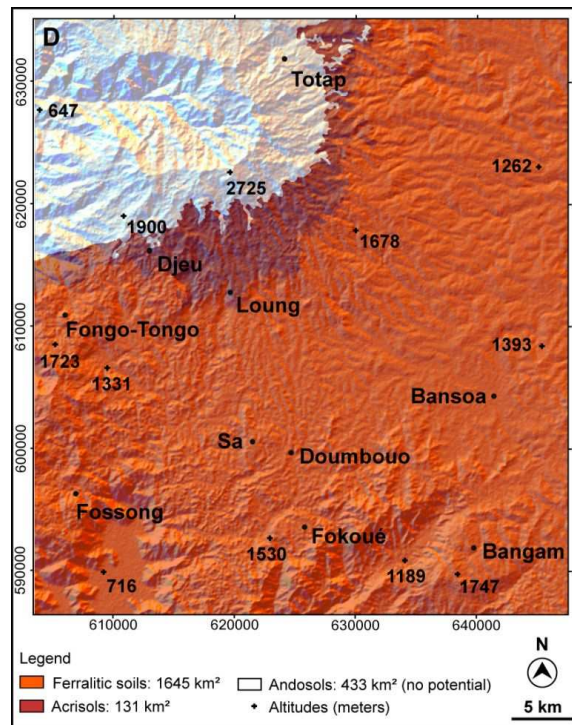 D
Totap
630000
647
1262
2725
620000
1900
1678
Djeu
Loung
610000
Fongo-Tongo
1723
1331
1393
Bansoa
Sa
600000
Doumbouo
Fossong
Fokoué
1530
Bangam
590000
716
1189
1747
610000 620000 630000 640000
Legend
N
Ferralitic soils: 1645 km² Andosols: 433 km² (no potential)
Acrisols: 131 km² Altitudes (meters)
5 km